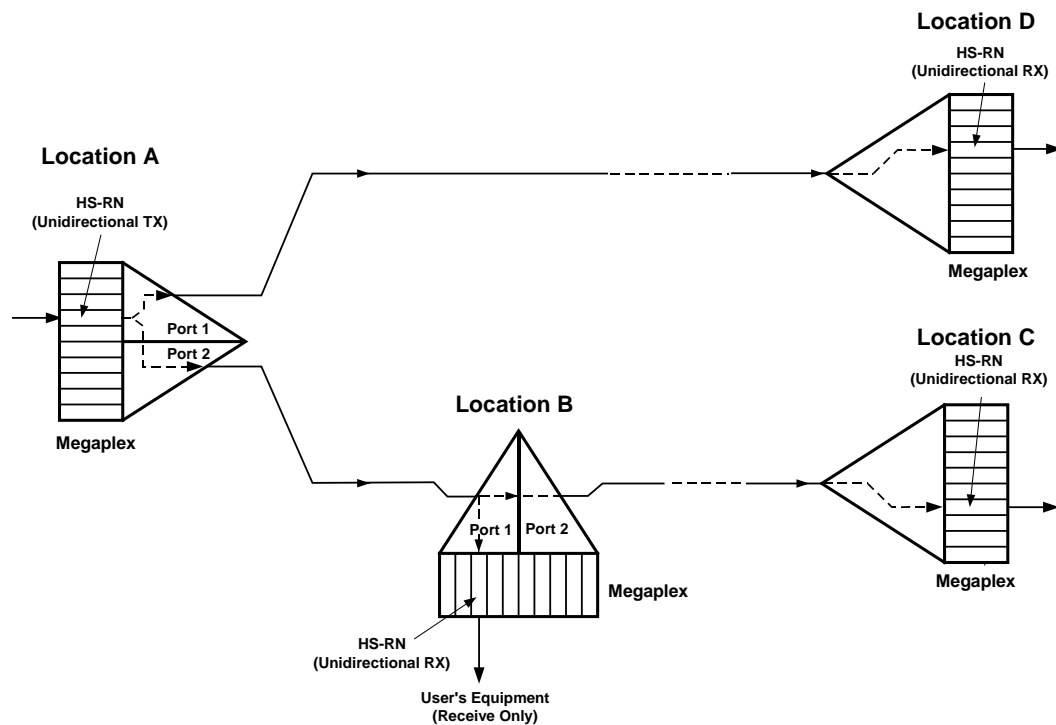 Location D
HS-RN
(Unidirectional RX)
Megaplex
Location A
HS-RN
(Unidirectional TX)
Port 1
Port 2
Megaplex
Location B
Port 1
Port 2
Megaplex
HS-RN
(Unidirectional RX)
User's Equipment
(Receive Only)
Location C
HS-RN
(Unidirectional RX)
Megaplex